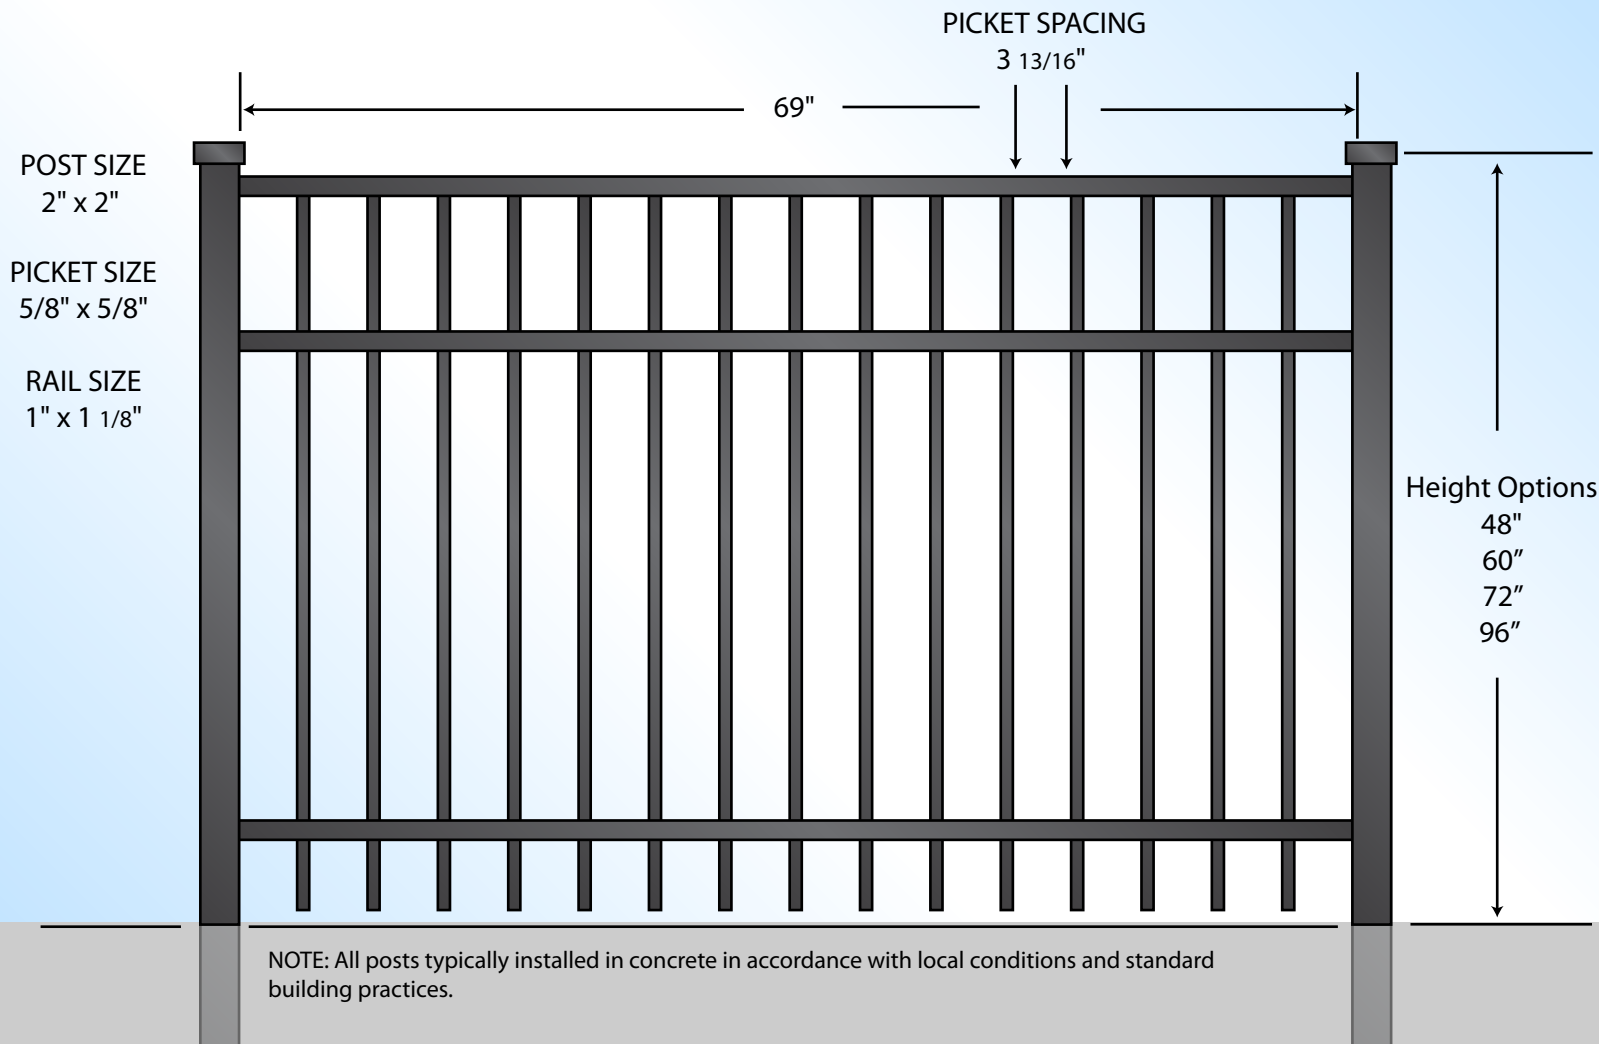 PICKET SPACING
3 13/16"
69"
POST SIZE
2" x 2"
PICKET SIZE
5/8" x 5/8"
RAIL SIZE
1" x 1 1/8"
Height Options
48"
60”
72”
96”
NOTE: All posts typically installed in concrete in accordance with local conditions and standard
building practices.